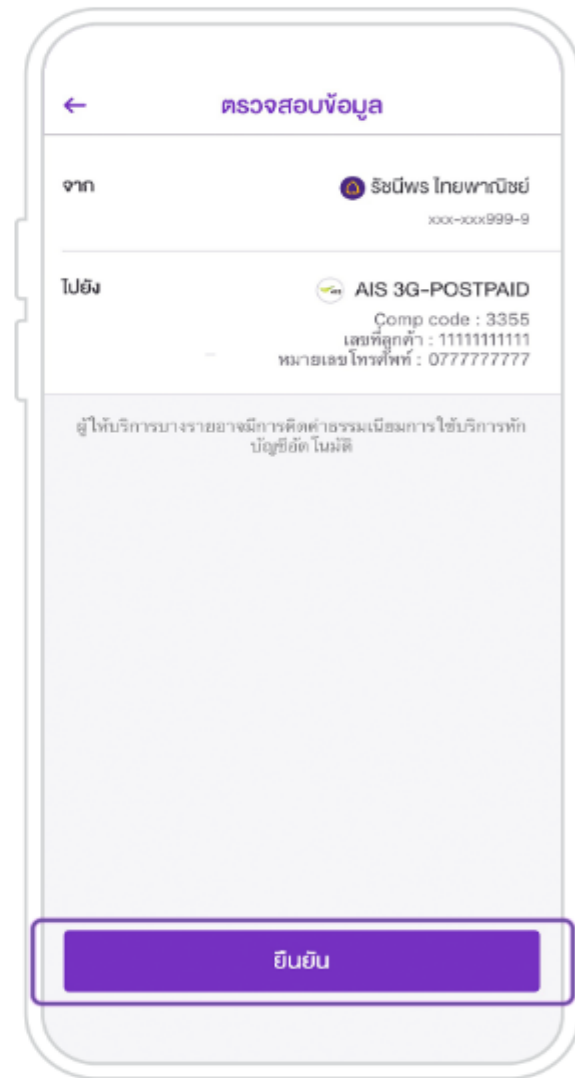 ตรวจสอบข้อมูล
จาก
รัชนีพร ไทยพาณิชย์
xxx-xxx999-9
ไปยัง
AIS 3G-POSTPAID
Comp code : 3355
เลขที่ลูกค้า : 11111111111
หมายเลขโทรศัพท์ : 0777777777
ผู้ให้บริการบางรายอาจมีการคิดค่าธรรมเนียมการใช้บริการหัก
บัญชีอัตโนมัติ
ยืนยัน